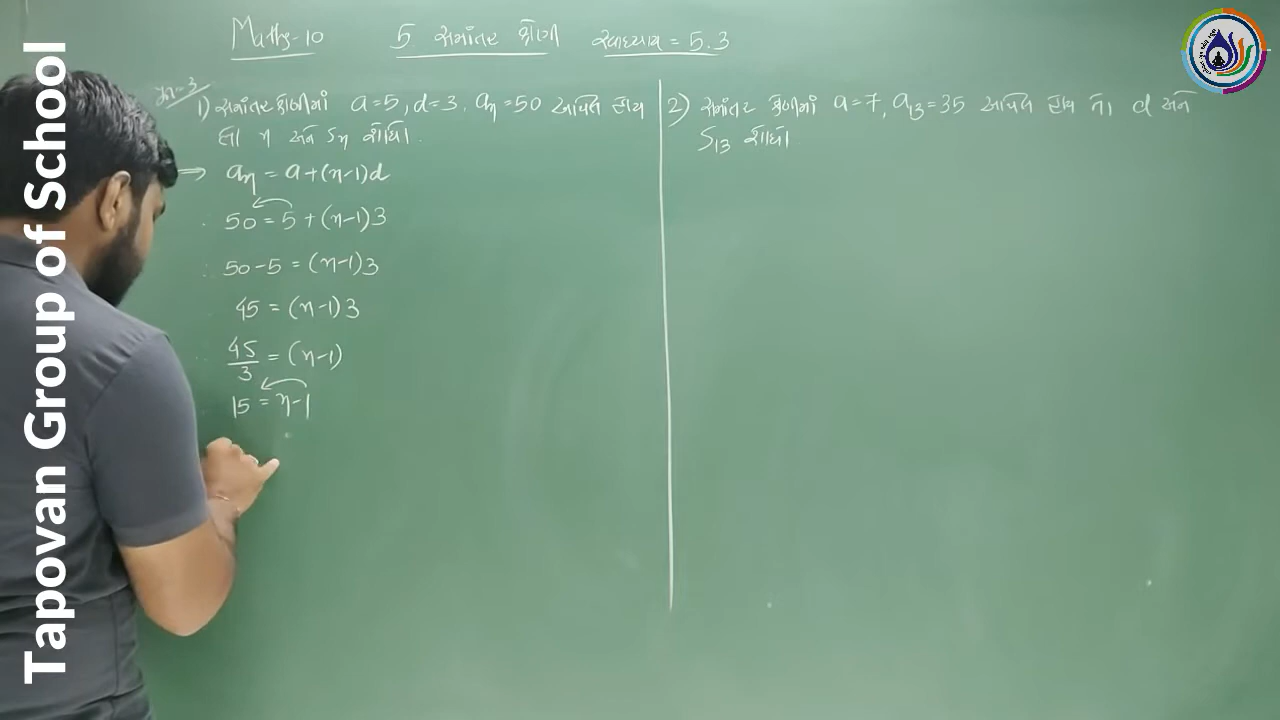 Tapovan Group of School
Maths-10 5 સમાંતર શ્રેણી સ્વાધ્યાય = 5.3
પ્રશ્ન-3
1) સમાંતર શ્રેણીમાં a=5, d=3, aₙ=50 આપેલ હોય
તો n અને Sₙ શોધો.
⇒ aₙ = a+(n-1)d
∴ 50 = 5+(n-1)3
∴ 50-5 = (n-1)3
45 = (n-1)3
45/3 = (n-1)
15 = n-1
2) સમાંતર શ્રેણીમાં a=7, a₁₃=35 આપેલ હોય તો d અને
S₁₃ શોધો.